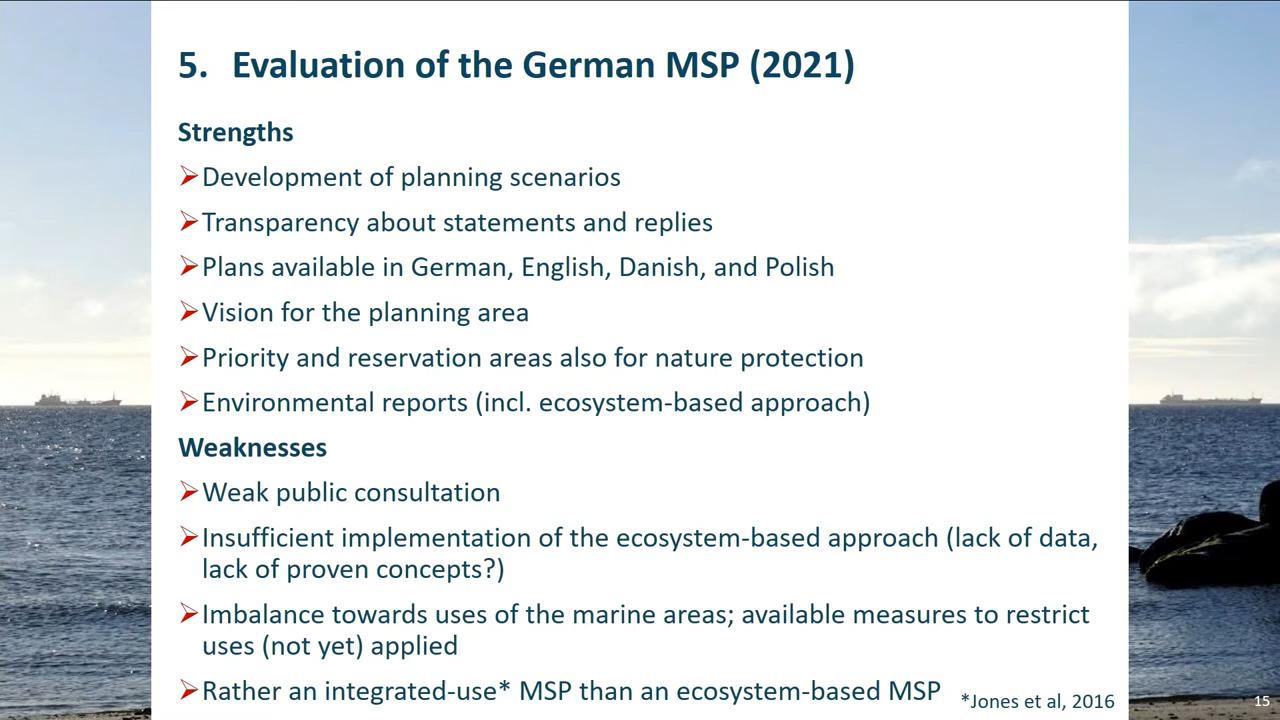 5. Evaluation of the German MSP (2021)
Strengths
Development of planning scenarios
Transparency about statements and replies
Plans available in German, English, Danish, and Polish
Vision for the planning area
Priority and reservation areas also for nature protection
Environmental reports (incl. ecosystem-based approach)
Weaknesses
Weak public consultation
Insufficient implementation of the ecosystem-based approach (lack of data,
lack of proven concepts?)
Imbalance towards uses of the marine areas; available measures to restrict
uses (not yet) applied
Rather an integrated-use* MSP than an ecosystem-based MSP
*Jones et al, 2016
15